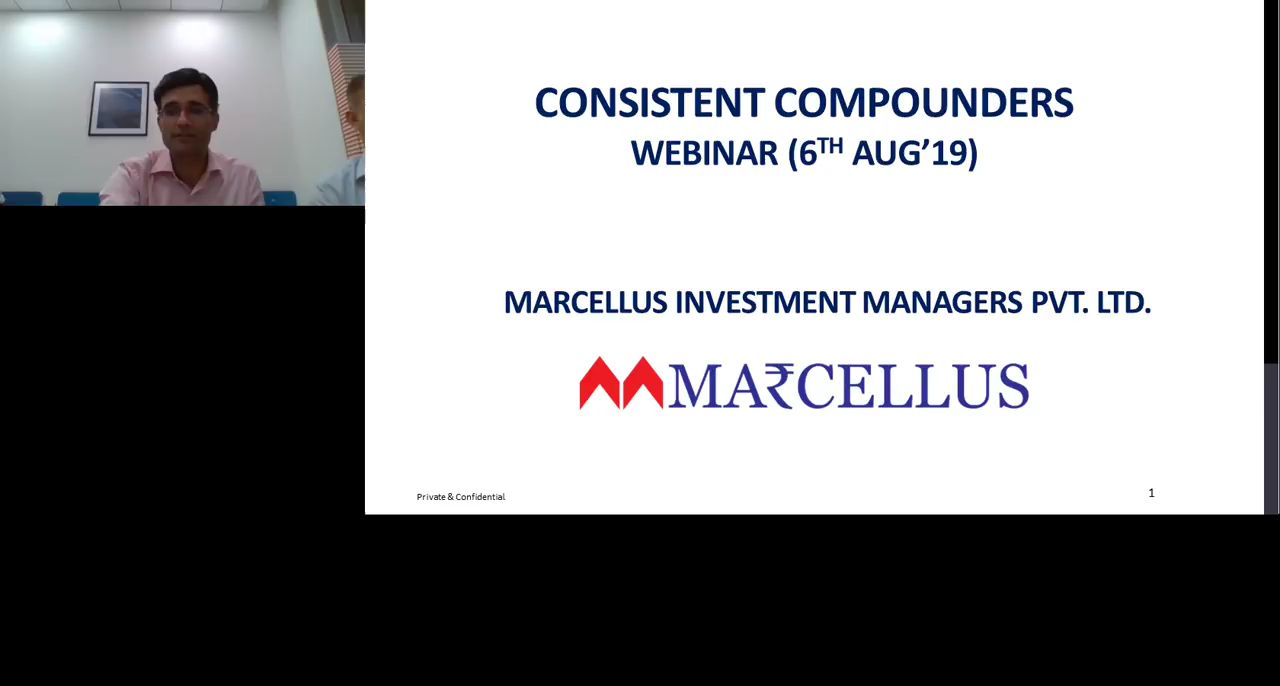 CONSISTENT COMPOUNDERS
WEBINAR (6TH AUG’19)
MARCELLUS INVESTMENT MANAGERS PVT. LTD.
MA₹CELLUS
Private & Confidential
1